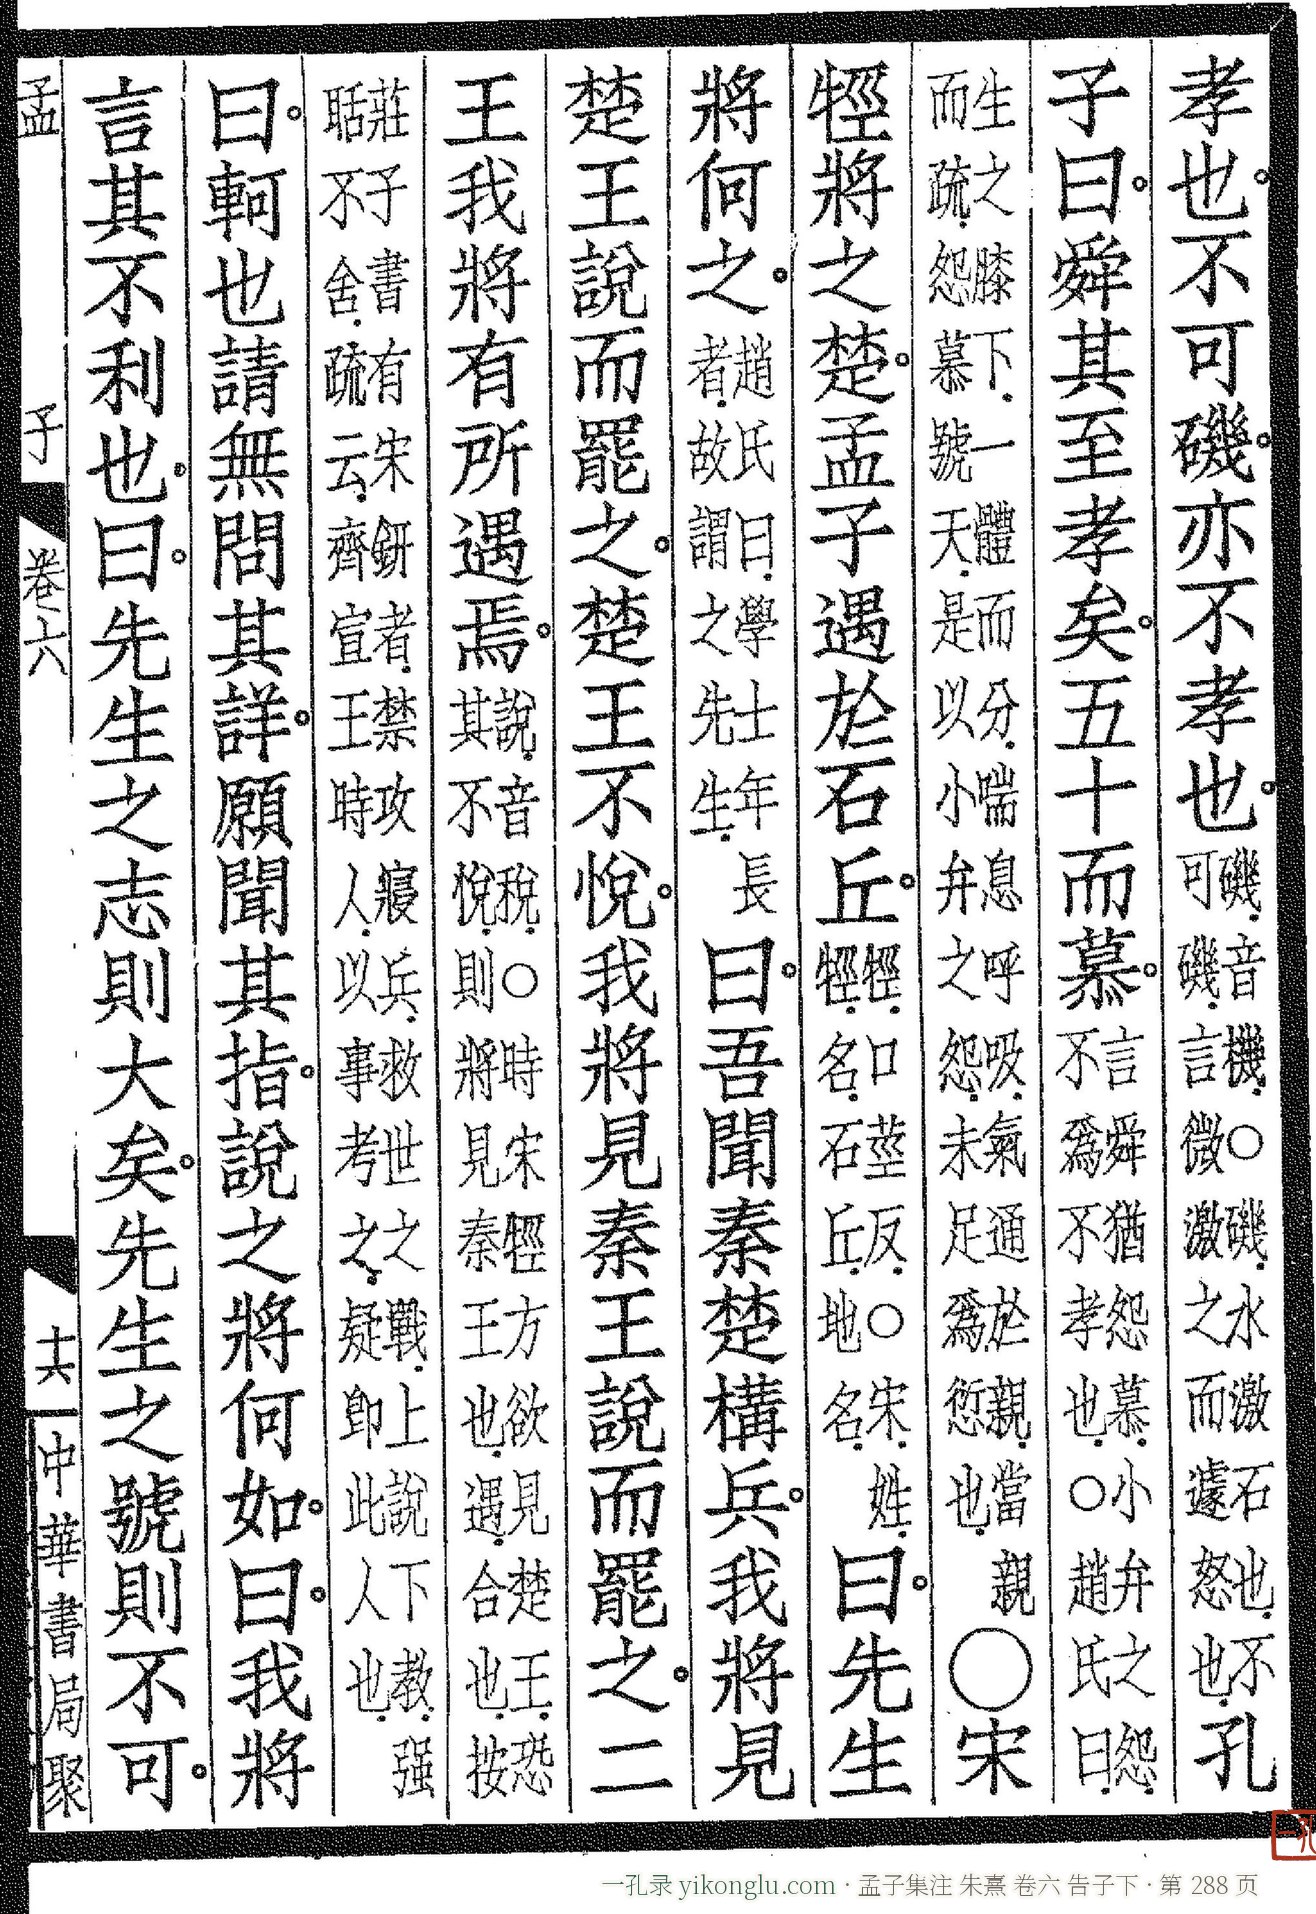 孝也不可磯亦不孝也磯音機○磯水激石也不可磯言微激之而遽怒也孔
子曰舜其至孝矣五十而慕言舜猶怨慕小弁之怨不爲不孝也○趙氏曰
生之膝下一體而分喘息呼吸氣通於親當親而疏怨慕號天是以小弁之怨未足爲愆也○宋
牼將之楚孟子遇於石丘牼口莖反○宋姓牼名石丘地名曰先生
將何之趙氏曰學士年長者故謂之先生曰吾聞秦楚構兵我將見
楚王說而罷之楚王不悅我將見秦王說而罷之二
王我將有所遇焉說音稅○時宋牼方欲見楚王恐其不悅則將見秦王也遇合也按
莊子書有宋鈃者禁攻寢兵救世之戰上說下教强聒不舍疏云齊宣王時人以事考之疑卽此人也
曰軻也請無問其詳願聞其指說之將何如曰我將
言其不利也曰先生之志則大矣先生之號則不可
孟子 卷六 十六 中華書局聚
一孔录 yikonglu.com · 孟子集注 朱熹 卷六 告子下 · 第 288 页